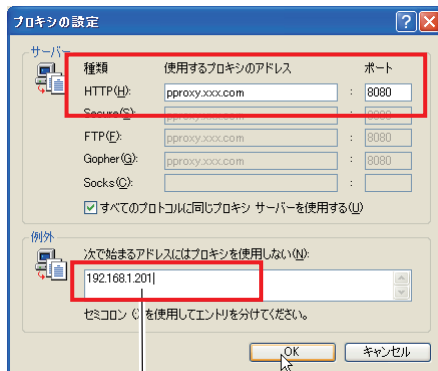 プロキシの設定
サーバー
種類 使用するプロキシのアドレス ポート
HTTP(H): pproxy.xxx.com : 8080
Secure(S): pproxy.xxx.com : 8080
FTP(F): pproxy.xxx.com : 8080
Gopher(G): pproxy.xxx.com : 8080
Socks(C): :
すべてのプロトコルに同じプロキシ サーバーを使用する(U)
例外
次で始まるアドレスにはプロキシを使用しない(N):
192.168.1.201
セミコロン (;) を使用してエントリを分けてください。
OK キャンセル